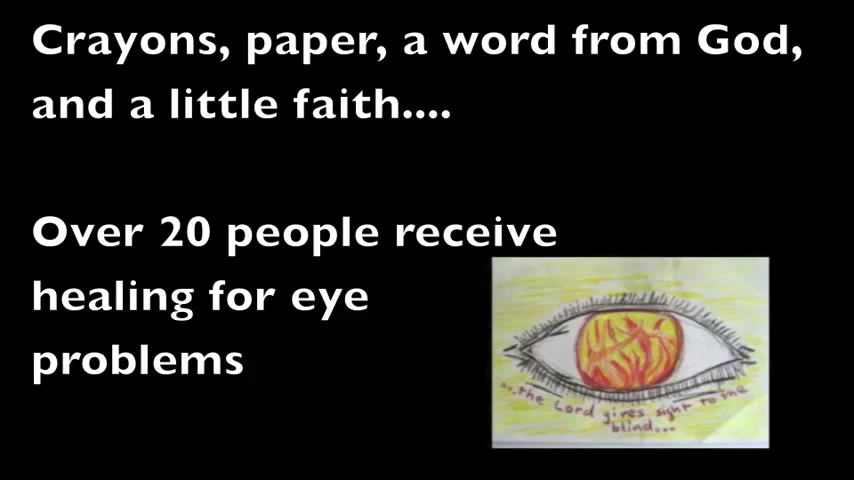 Crayons, paper, a word from God,
and a little faith....
Over 20 people receive
healing for eye
problems
...the Lord gives sight to the
blind...